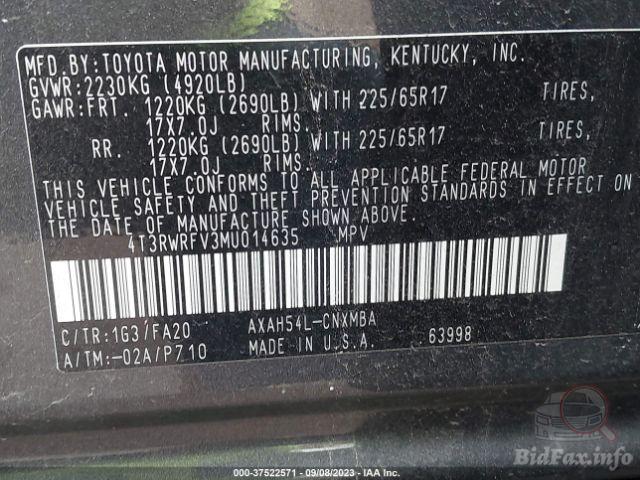 MFD BY:TOYOTA MOTOR MANUFACTURING, KENTUCKY, INC.
GVWR:2230KG (4920LB)
GAWR:FRT. 1220KG (2690LB) WITH 225/65R17 TIRES,
17X7.0J RIMS.
RR. 1220KG (2690LB) WITH 225/65R17 TIRES,
17X7.0J RIMS.
THIS VEHICLE CONFORMS TO ALL APPLICABLE FEDERAL MOTOR
VEHICLE SAFETY AND THEFT PREVENTION STANDARDS IN EFFECT ON
THE DATE OF MANUFACTURE SHOWN ABOVE.
4T3RWRFV3MU014635 MPV
C/TR:1G3/FA20 AXAH54L-CNXMBA
A/TM:-02A/P710 MADE IN U.S.A. 63998
BidFax.info
000-37522571 - 09/08/2023 - IAA Inc.